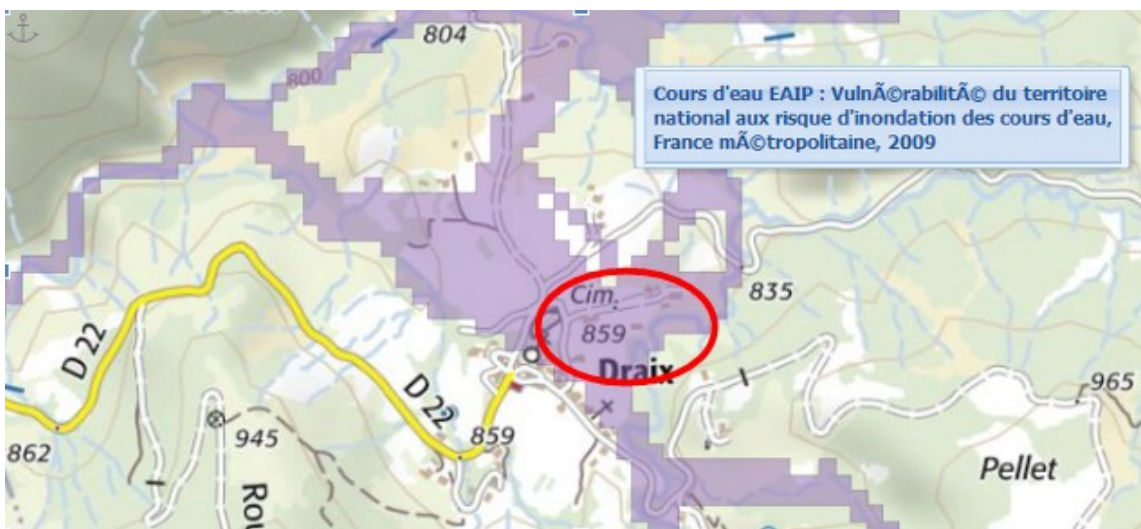 804
800
Cours d'eau EAIP : VulnÃ©rabilitÃ© du territoire
national aux risque d'inondation des cours d'eau,
France mÃ©tropolitaine, 2009
Cim.
835
859
Draix
D 22
D 22
965
862
945
859
Pellet
Rou